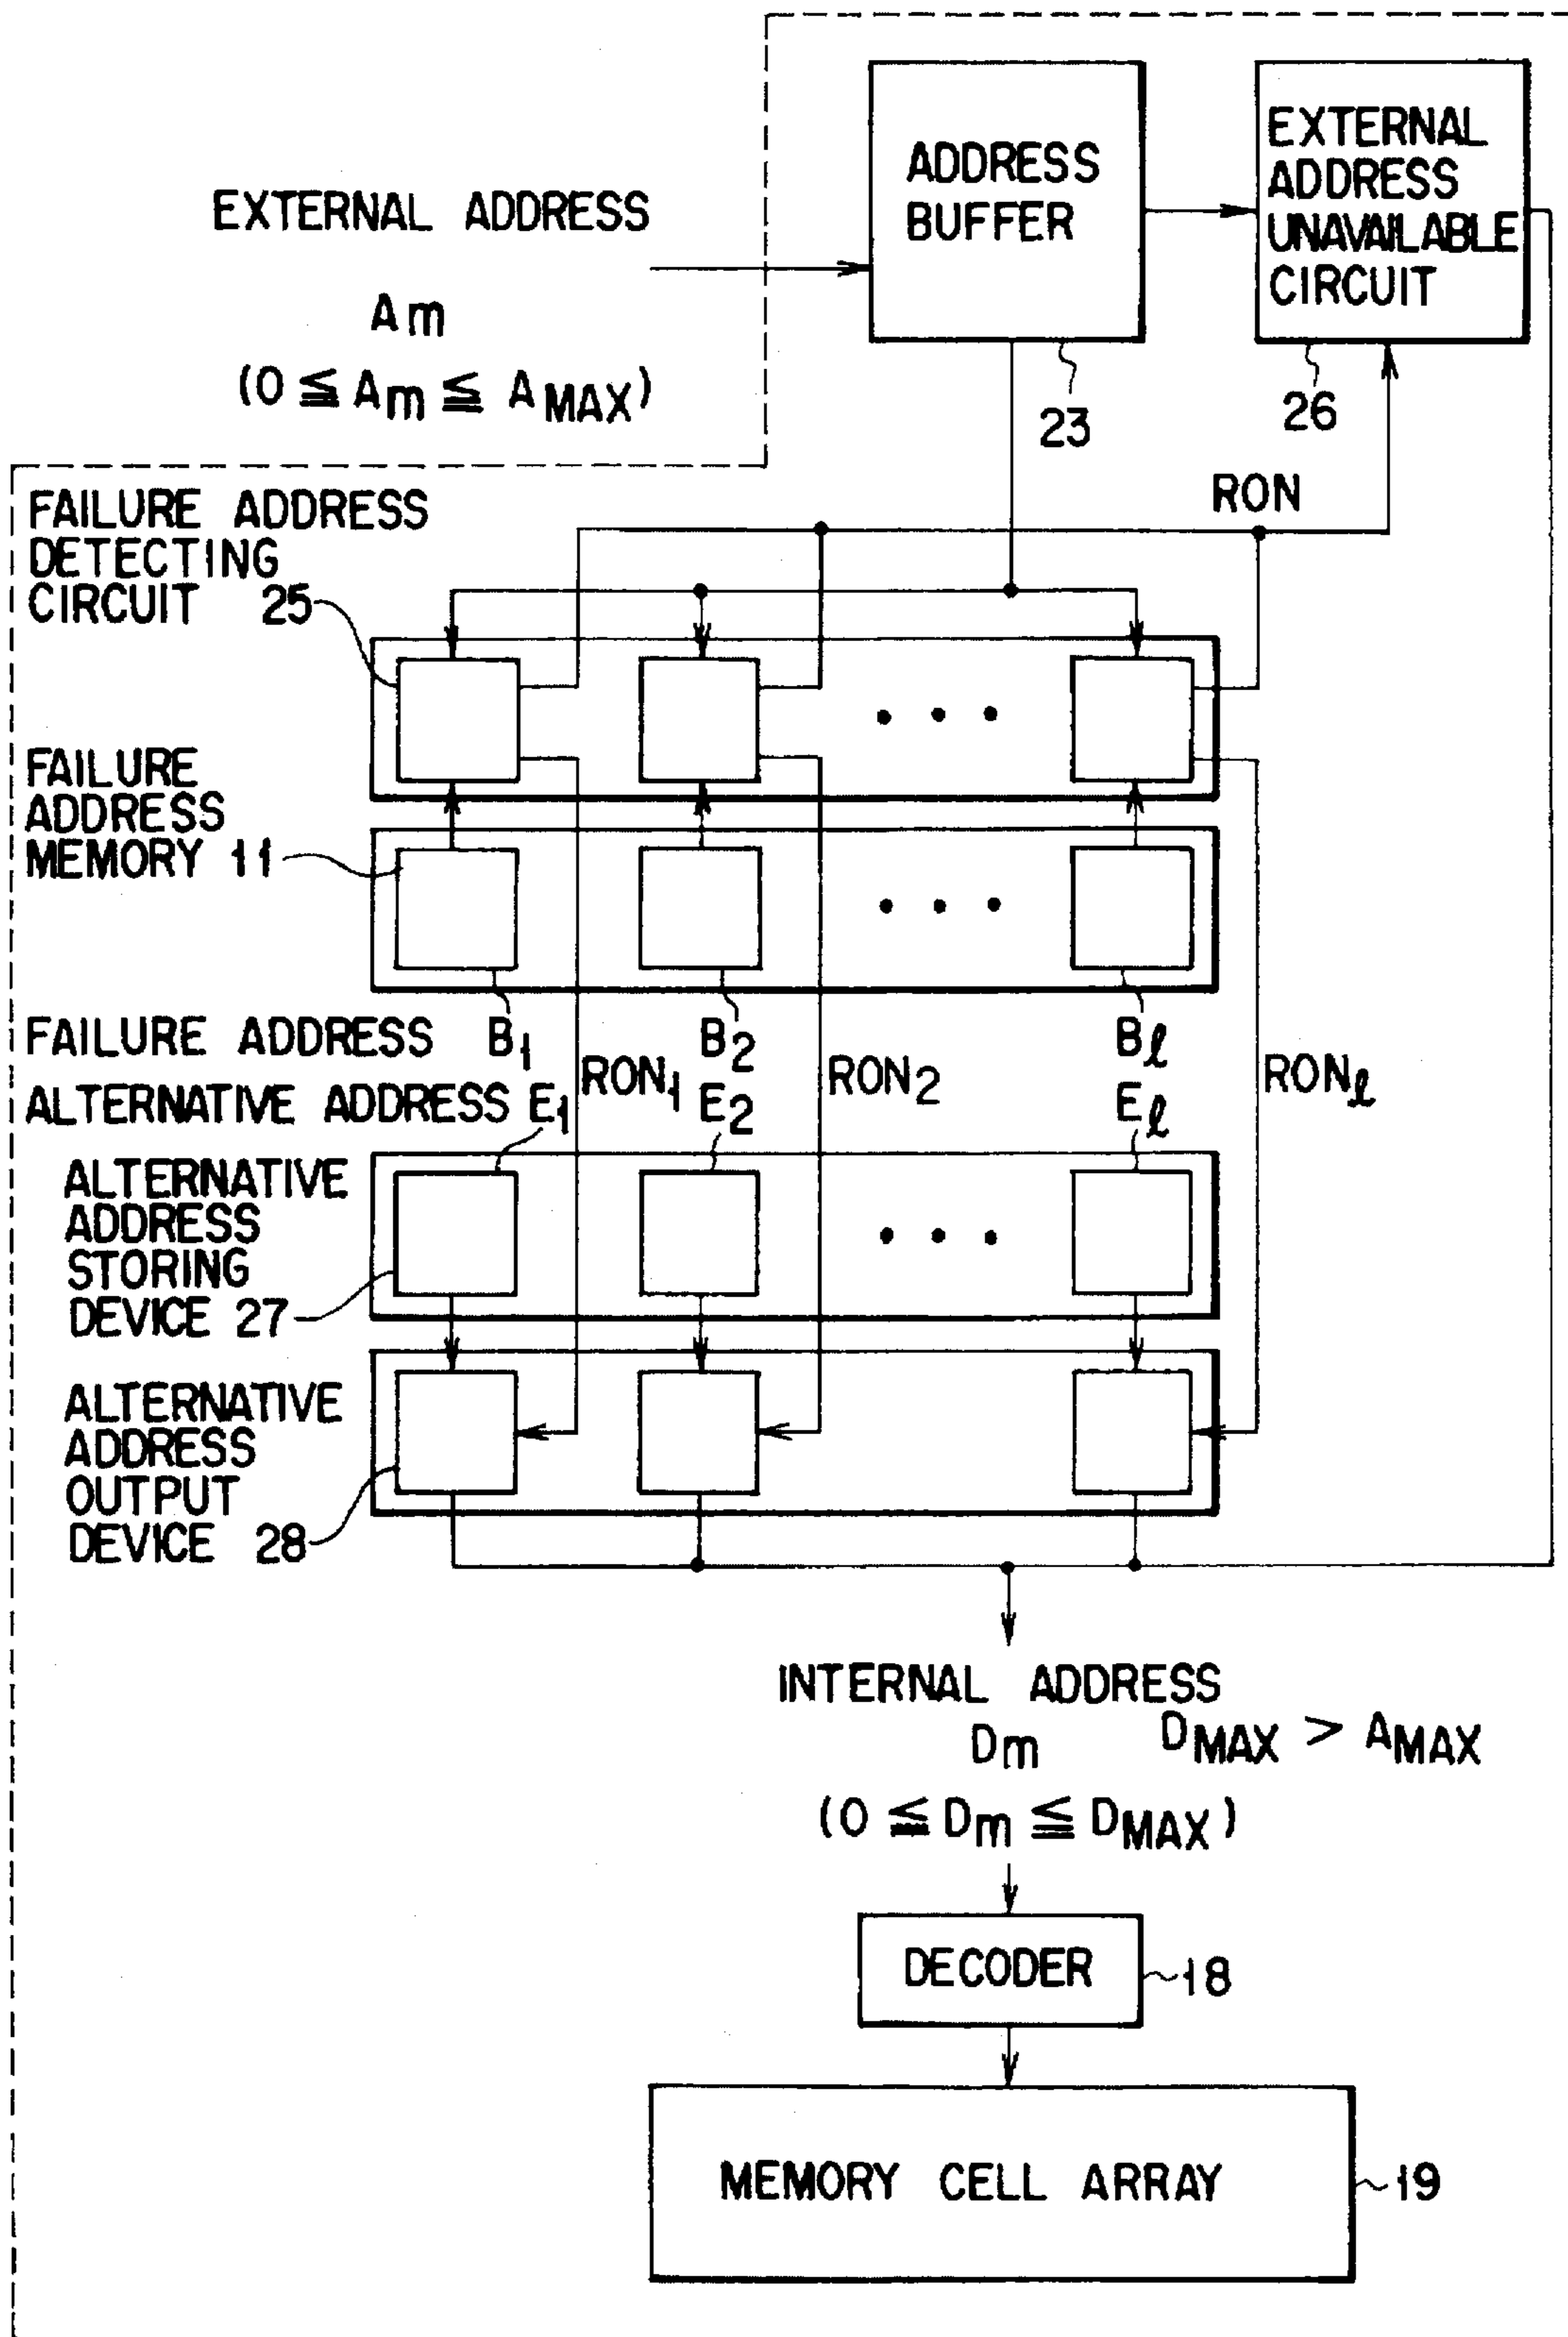 EXTERNAL ADDRESS
Am
(0 ≦ Am ≦ AMAX)
ADDRESS
BUFFER
23
EXTERNAL
ADDRESS
UNAVAILABLE
CIRCUIT
26
RON
FAILURE ADDRESS
DETECTING
CIRCUIT 25
FAILURE
ADDRESS
MEMORY 11
FAILURE ADDRESS B1 B2 Bℓ
RON1 RON2 RONℓ
ALTERNATIVE ADDRESS E1 E2 Eℓ
ALTERNATIVE
ADDRESS
STORING
DEVICE 27
ALTERNATIVE
ADDRESS
OUTPUT
DEVICE 28
INTERNAL ADDRESS
Dm DMAX > AMAX
(0 ≦ Dm ≦ DMAX)
DECODER 18
MEMORY CELL ARRAY 19